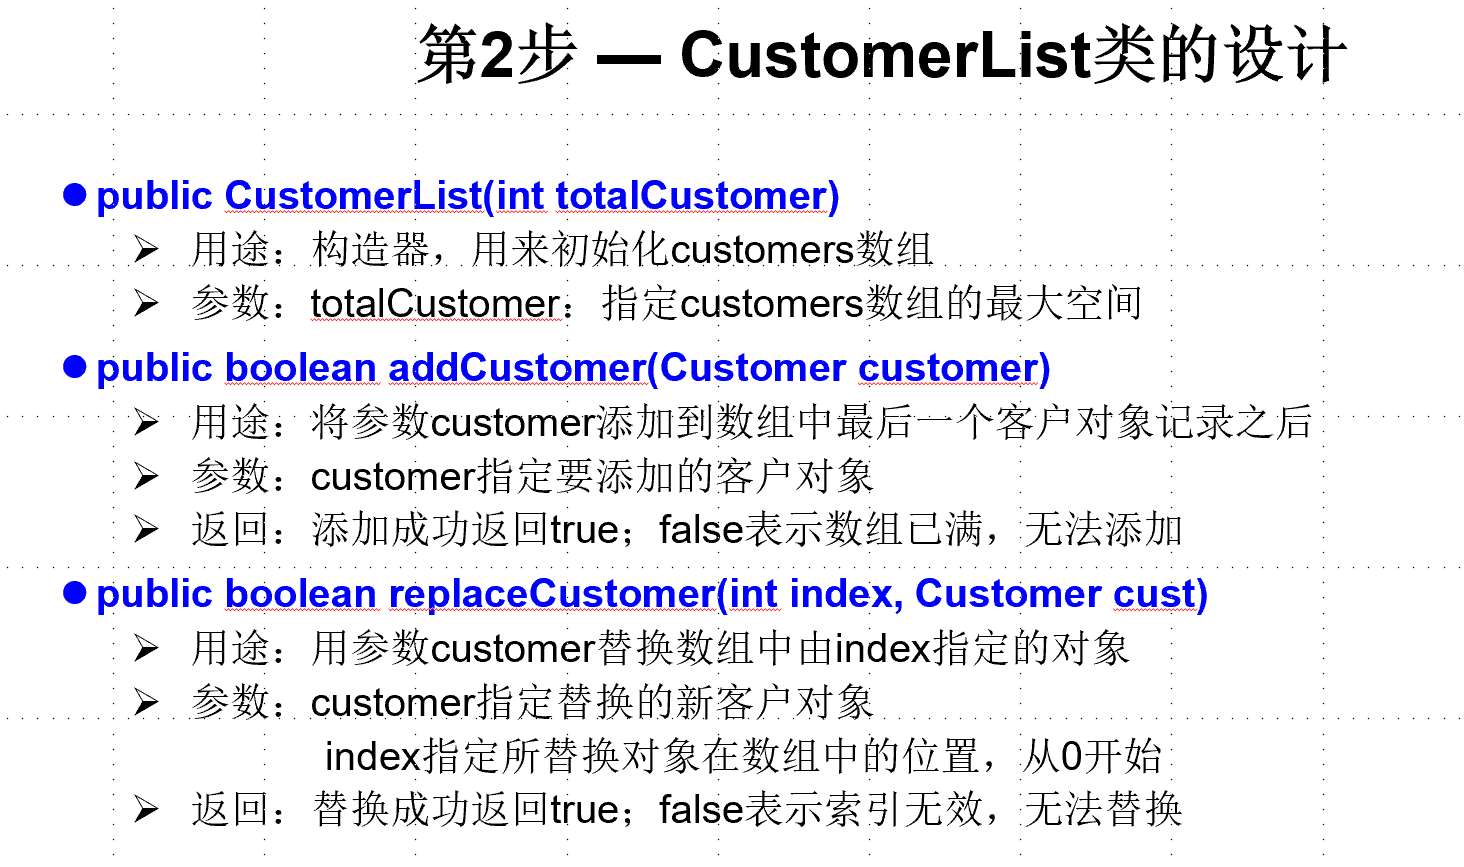 第2步 — CustomerList类的设计
public CustomerList(int totalCustomer)
用途：构造器，用来初始化customers数组
参数：totalCustomer：指定customers数组的最大空间
public boolean addCustomer(Customer customer)
用途：将参数customer添加到数组中最后一个客户对象记录之后
参数：customer指定要添加的客户对象
返回：添加成功返回true；false表示数组已满，无法添加
public boolean replaceCustomer(int index, Customer cust)
用途：用参数customer替换数组中由index指定的对象
参数：customer指定替换的新客户对象
index指定所替换对象在数组中的位置，从0开始
返回：替换成功返回true；false表示索引无效，无法替换